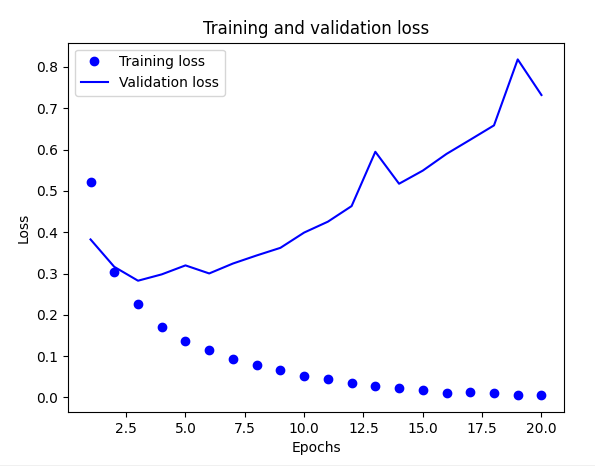 Training and validation loss
Training loss
Validation loss
0.8
0.7
0.6
0.5
0.4
0.3
0.2
0.1
0.0
Loss
2.5 5.0 7.5 10.0 12.5 15.0 17.5 20.0
Epochs